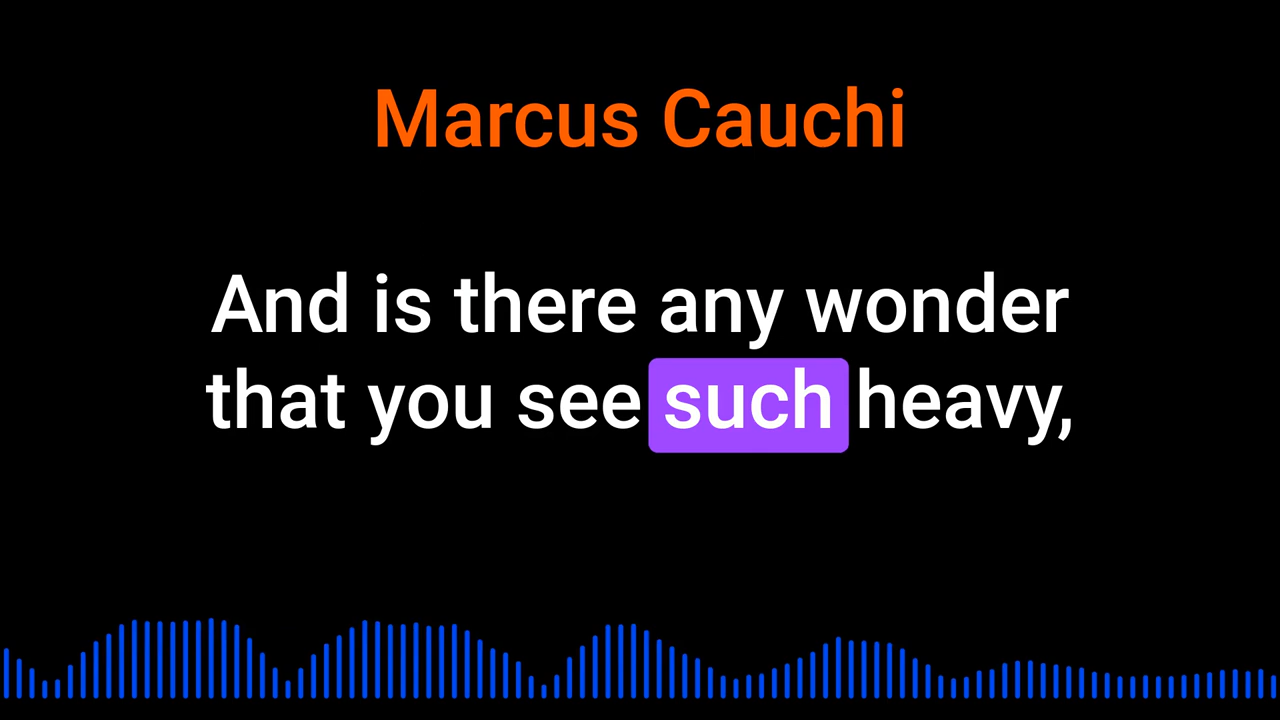 Marcus Cauchi
And is there any wonder
that you see such heavy,